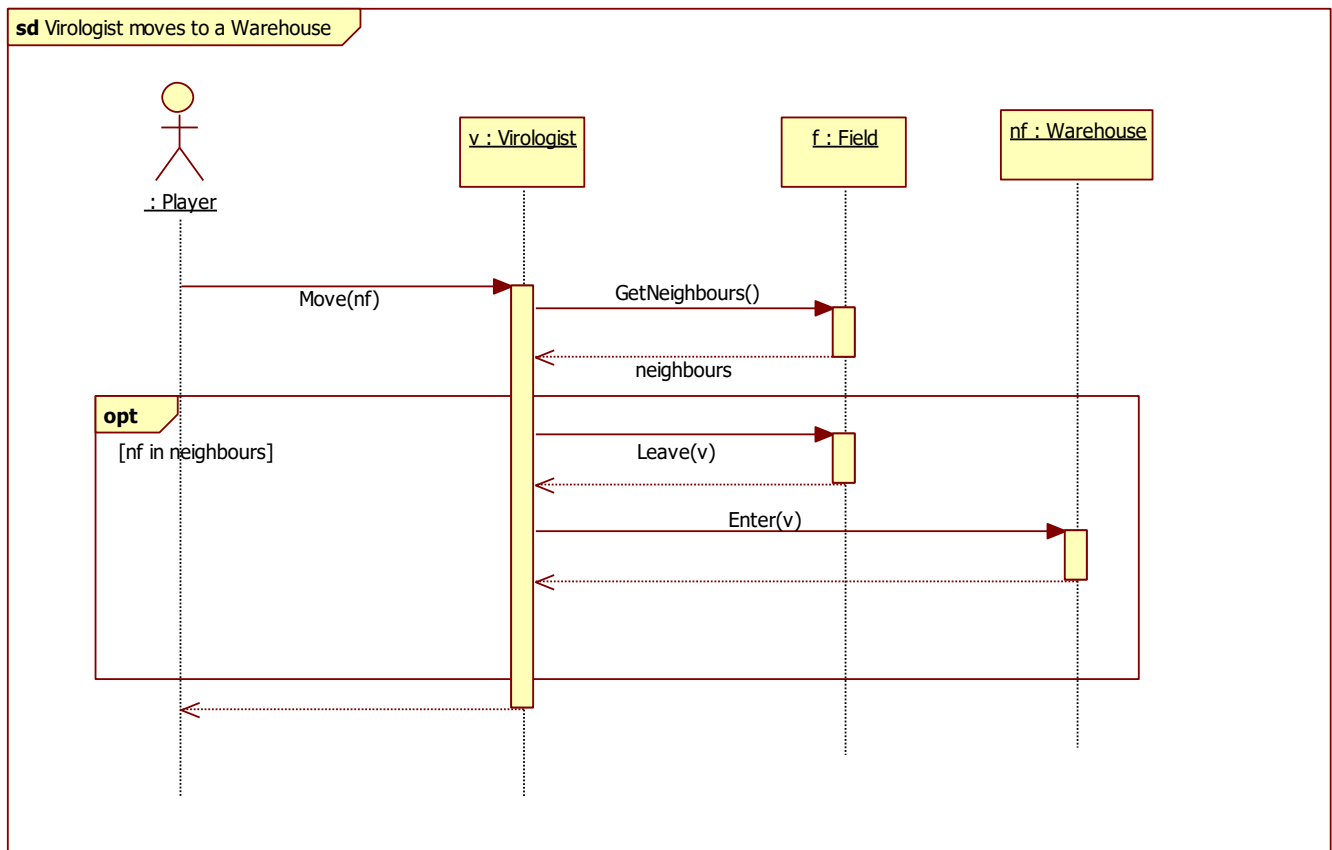 sd Virologist moves to a Warehouse
v : Virologist
f : Field
nf : Warehouse
: Player
Move(nf)
GetNeighbours()
neighbours
opt
[nf in neighbours]
Leave(v)
Enter(v)